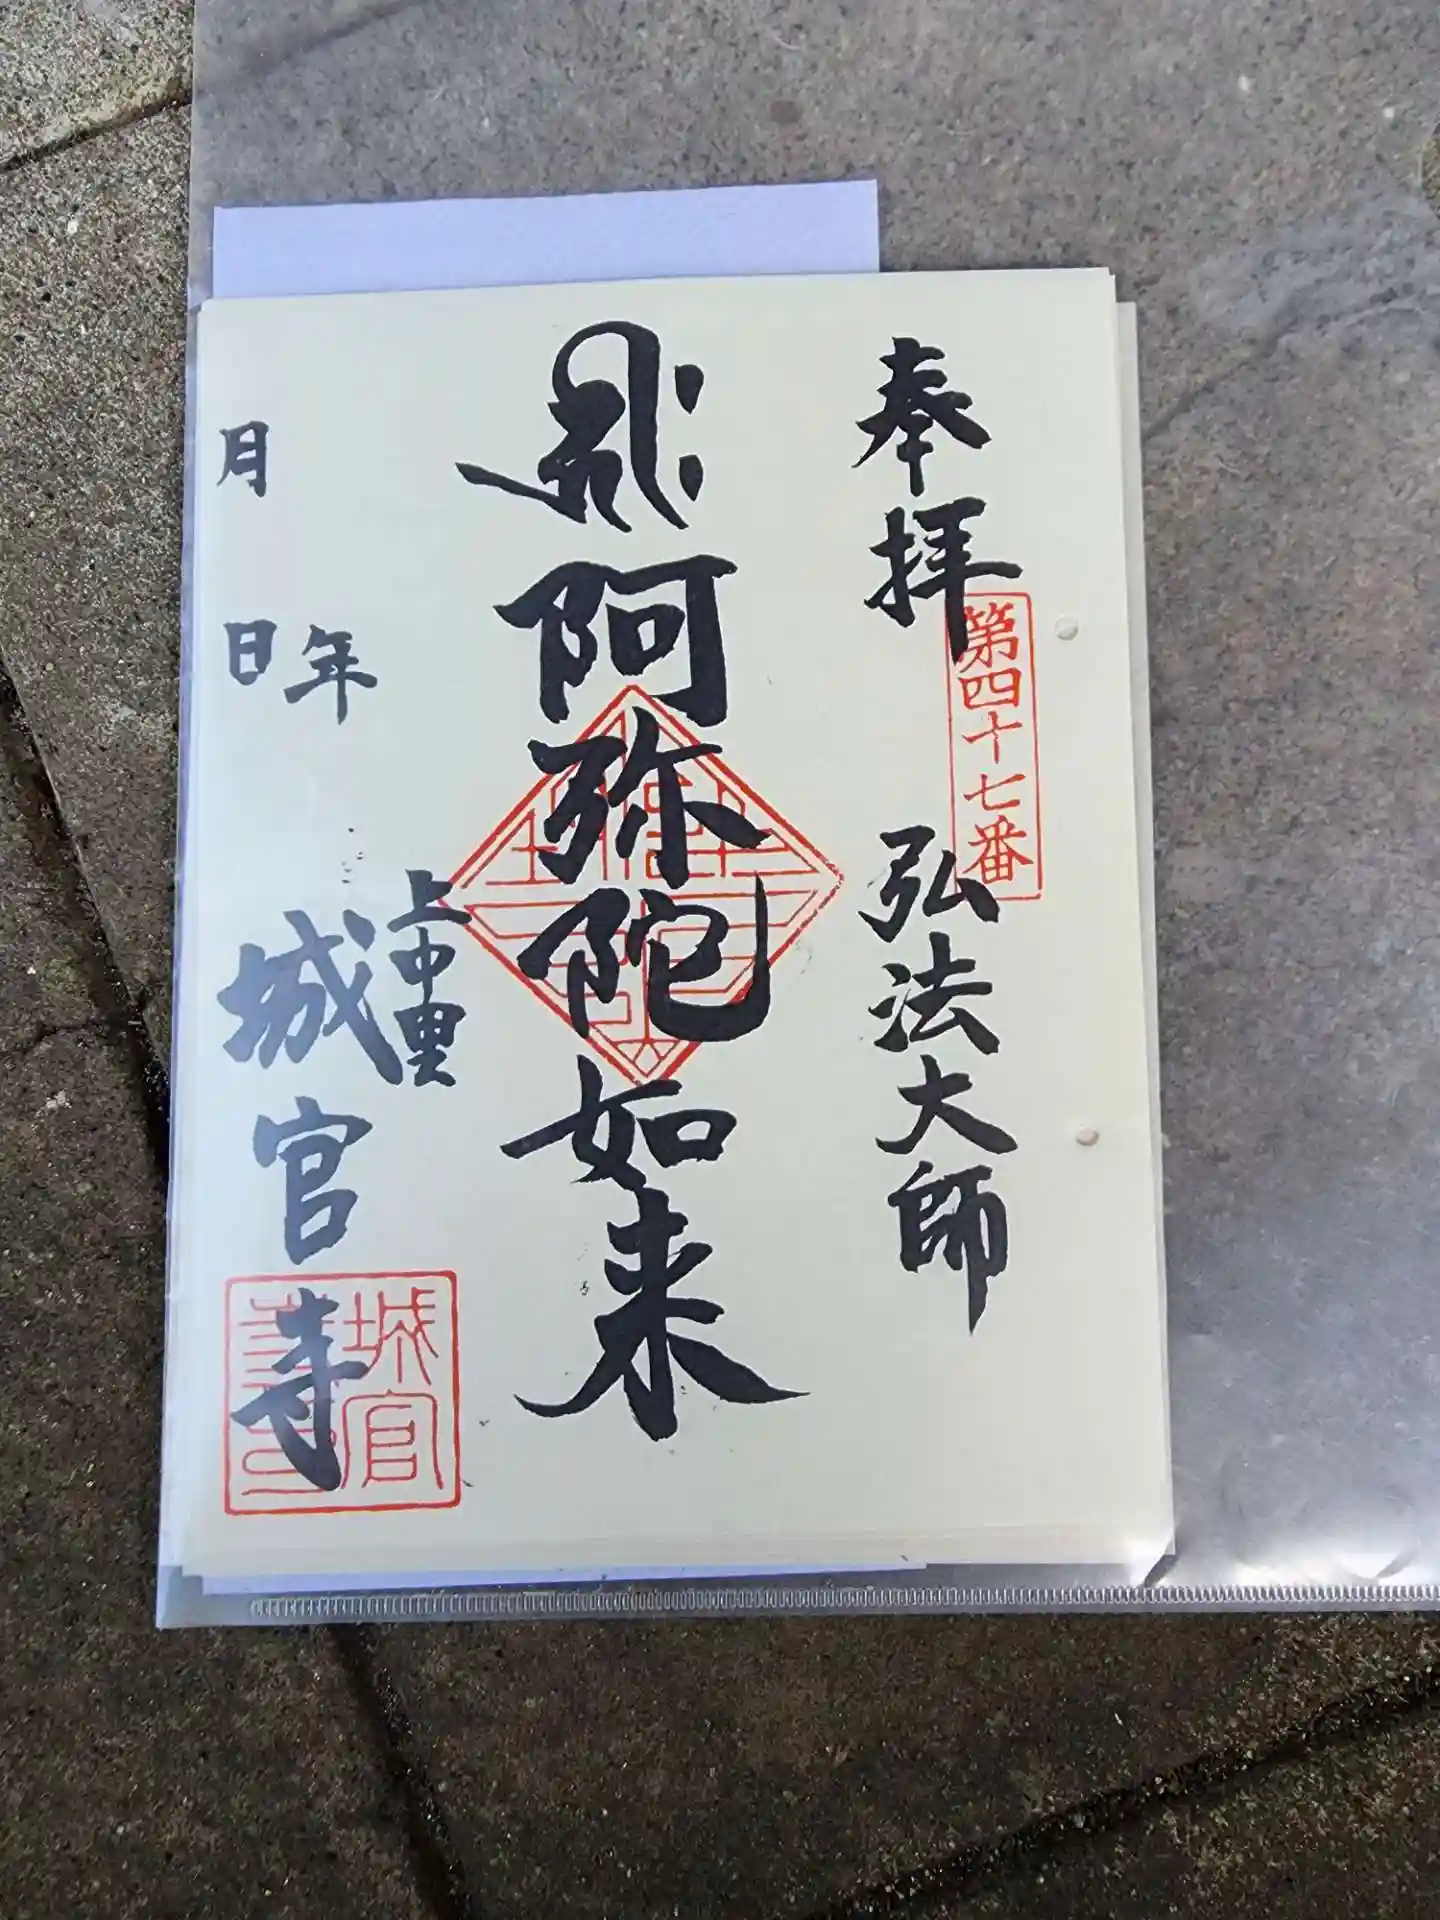 奉拝
第四十七番
弘法大師
阿弥陀如来
上中里
城官寺
年
月
日
城官